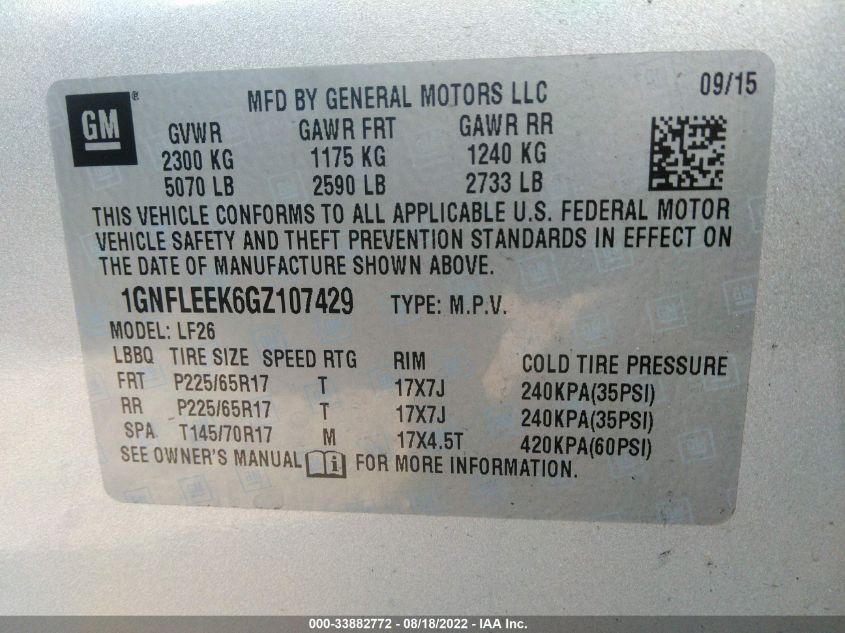 GM
MFD BY GENERAL MOTORS LLC 09/15
GVWR GAWR FRT GAWR RR
2300 KG 1175 KG 1240 KG
5070 LB 2590 LB 2733 LB
THIS VEHICLE CONFORMS TO ALL APPLICABLE U.S. FEDERAL MOTOR
VEHICLE SAFETY AND THEFT PREVENTION STANDARDS IN EFFECT ON
THE DATE OF MANUFACTURE SHOWN ABOVE.
1GNFLEEK6GZ107429 TYPE: M.P.V.
MODEL: LF26
LBBQ TIRE SIZE SPEED RTG RIM COLD TIRE PRESSURE
FRT P225/65R17 T 17X7J 240KPA(35PSI)
RR P225/65R17 T 17X7J 240KPA(35PSI)
SPA T145/70R17 M 17X4.5T 420KPA(60PSI)
SEE OWNER'S MANUAL i FOR MORE INFORMATION.
000-33882772 - 08/18/2022 - IAA Inc.